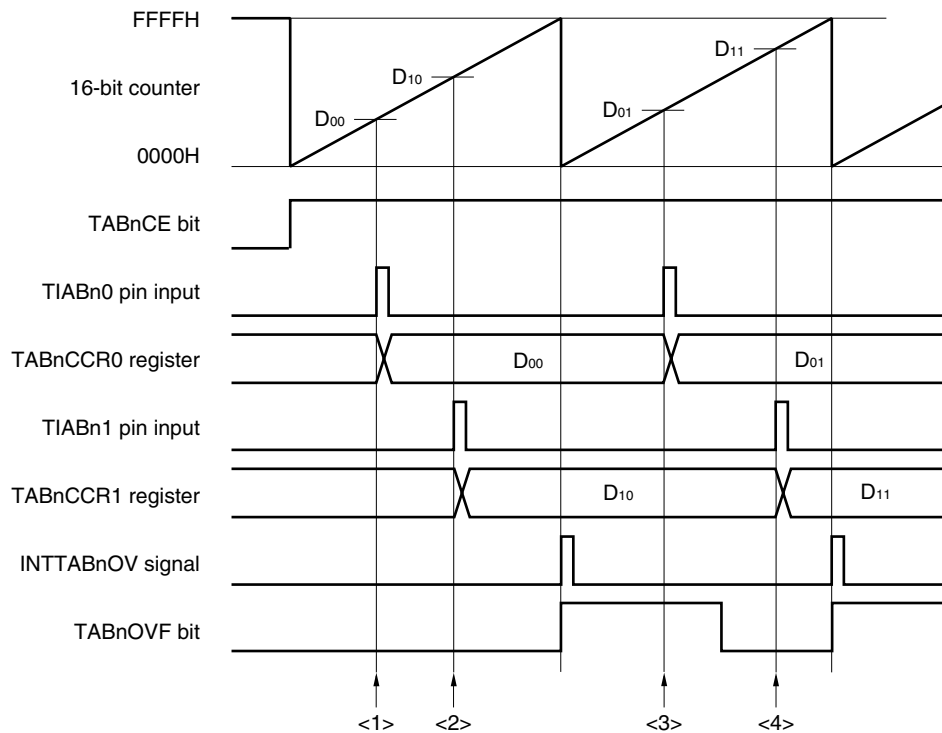 FFFFH
16-bit counter
0000H
D00
D10
D01
D11
TABnCE bit
TIABn0 pin input
TABnCCR0 register
D00
D01
TIABn1 pin input
TABnCCR1 register
D10
D11
INTTABnOV signal
TABnOVF bit
<1>
<2>
<3>
<4>